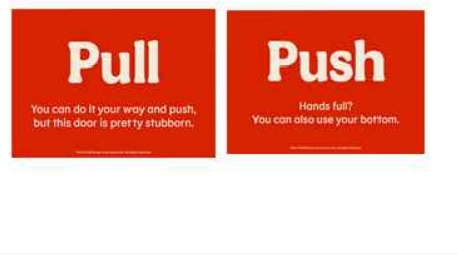 Pull
You can do it your way and push,
but this door is pretty stubborn.
Push
Hands full?
You can also use your bottom.